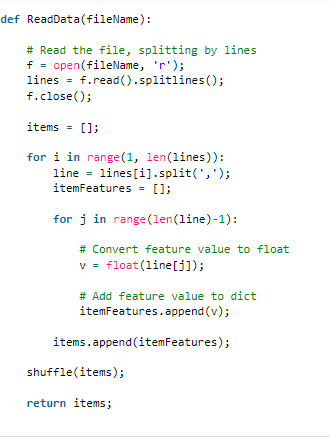 def ReadData(fileName):
# Read the file, splitting by lines
f = open(fileName, 'r');
lines = f.read().splitlines();
f.close();
items = [];
for i in range(1, len(lines)):
line = lines[i].split(',');
itemFeatures = [];
for j in range(len(line)-1):
# Convert feature value to float
v = float(line[j]);
# Add feature value to dict
itemFeatures.append(v);
items.append(itemFeatures);
shuffle(items);
return items;